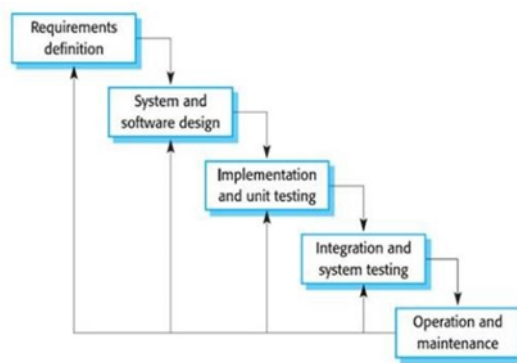 Requirements
definition
System and
software design
Implementation
and unit testing
Integration and
system testing
Operation and
maintenance